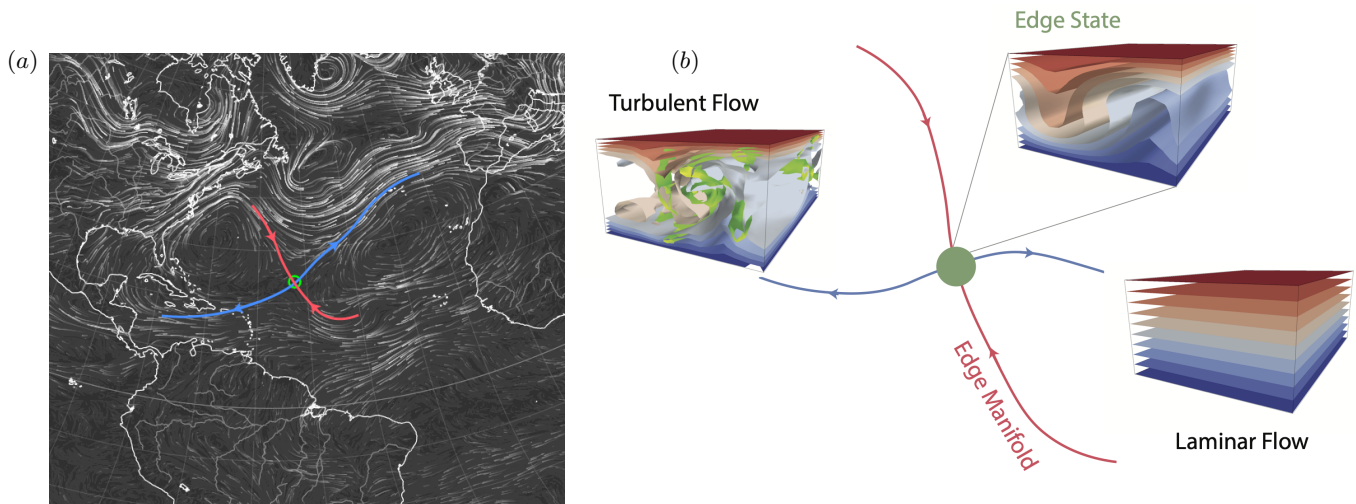 (a)
(b)
Edge State
Turbulent Flow
Edge Manifold
Laminar Flow